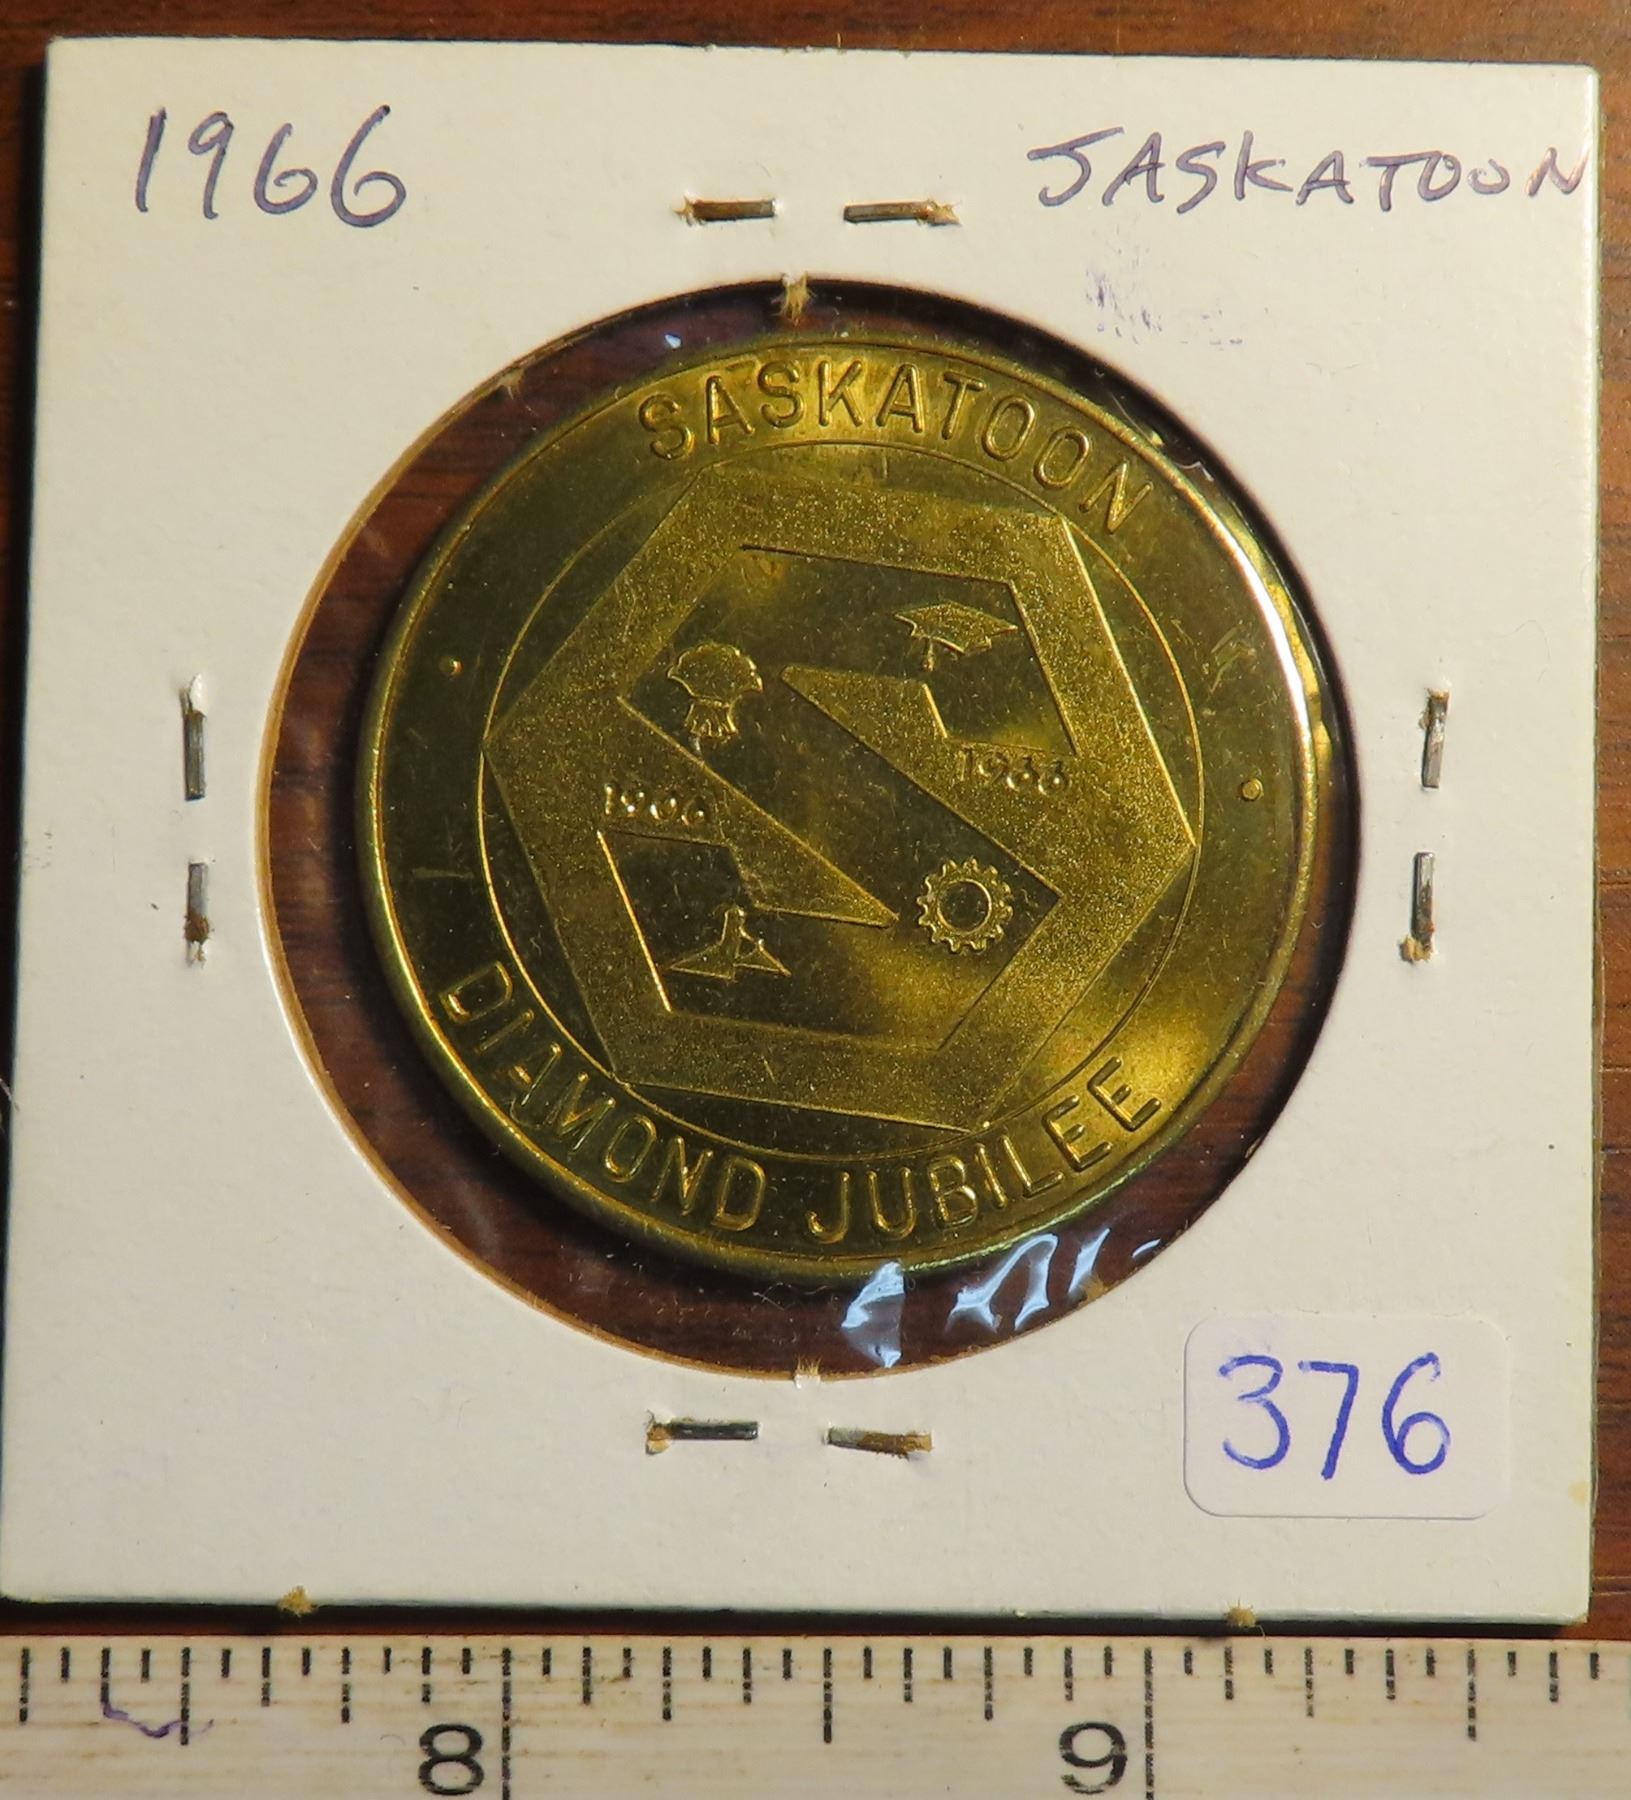 1966
SASKATOON
SASKATOON
1966
1906
DIAMOND JUBILEE
376
8
9